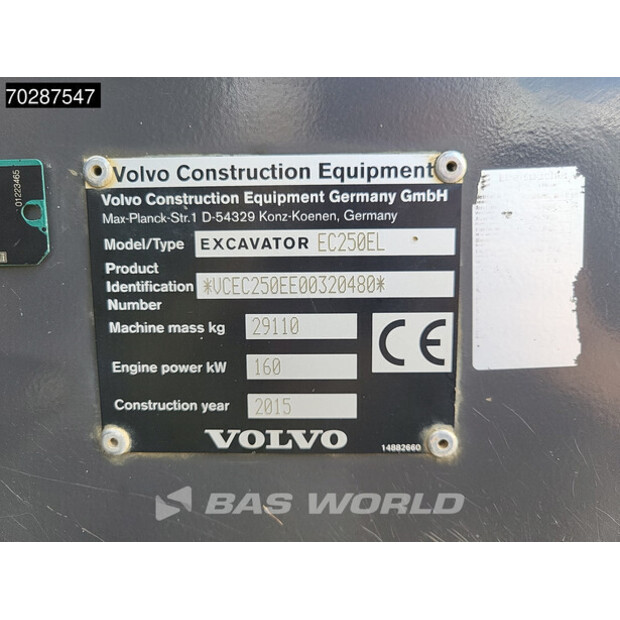 70287547
01223465
Volvo Construction Equipment
Volvo Construction Equipment Germany GmbH
Max-Planck-Str.1 D-54329 Konz-Koenen, Germany
Model/Type EXCAVATOR EC250EL
Product Identification Number *VCEC250EE00320480*
Machine mass kg 29110
Engine power kW 160
Construction year 2015
CE
VOLVO
14882660
BAS WORLD